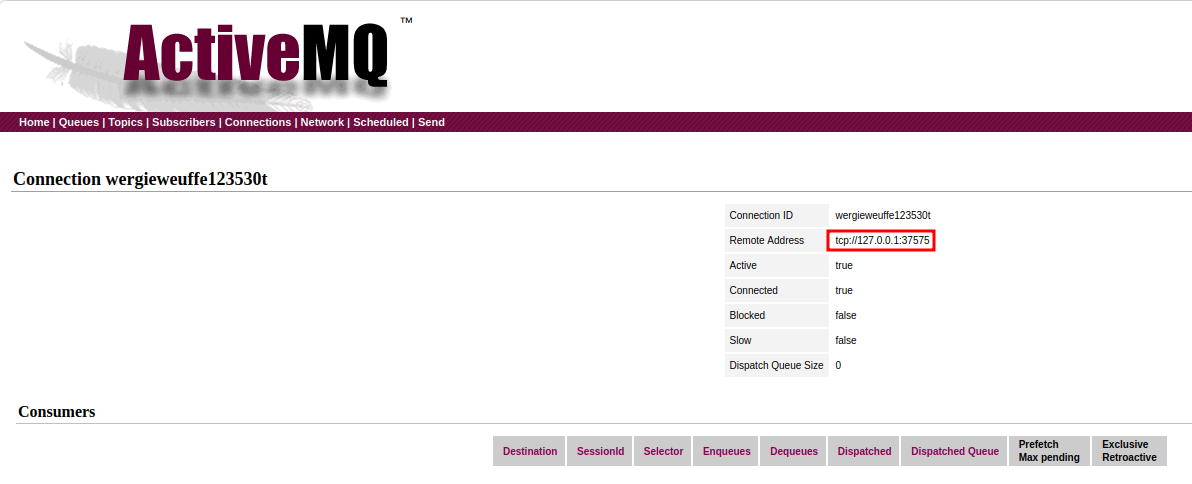 ActiveMQ ™
Home | Queues | Topics | Subscribers | Connections | Network | Scheduled | Send
Connection wergieweuffe123530t
Connection ID wergieweuffe123530t
Remote Address tcp://127.0.0.1:37575
Active true
Connected true
Blocked false
Slow false
Dispatch Queue Size 0
Consumers
Destination SessionId Selector Enqueues Dequeues Dispatched Dispatched Queue Prefetch Exclusive
Max pending Retroactive